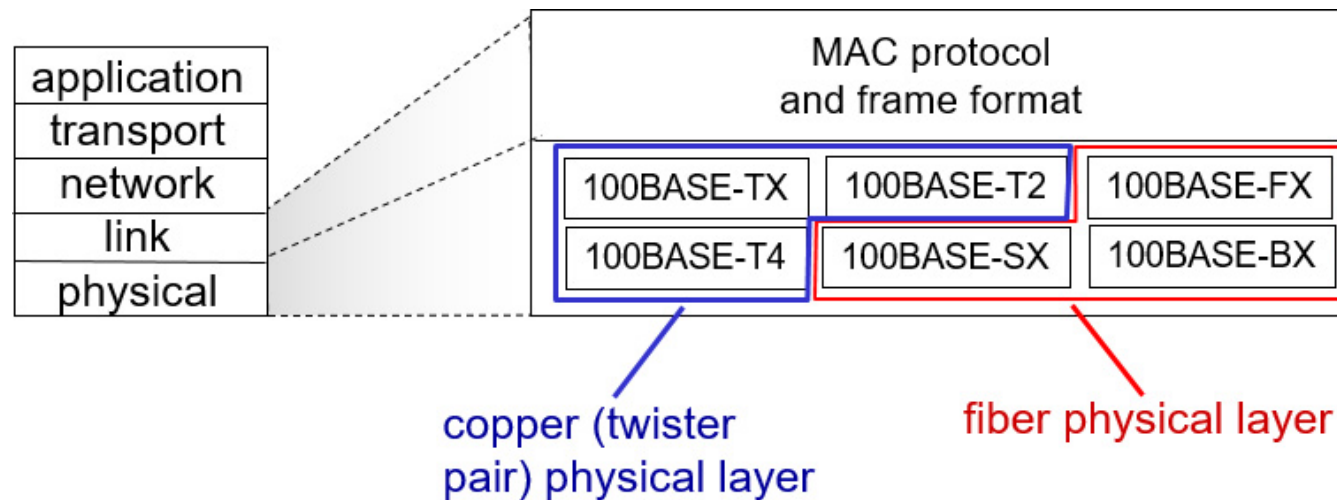 application
transport
network
link
physical
MAC protocol
and frame format
100BASE-TX
100BASE-T2
100BASE-FX
100BASE-T4
100BASE-SX
100BASE-BX
copper (twister
pair) physical layer
fiber physical layer